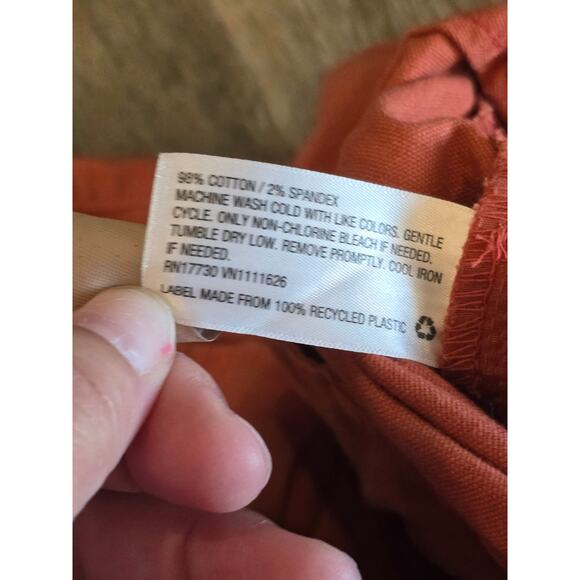 98% COTTON / 2% SPANDEX
MACHINE WASH COLD WITH LIKE COLORS. GENTLE
CYCLE. ONLY NON-CHLORINE BLEACH IF NEEDED.
TUMBLE DRY LOW. REMOVE PROMPTLY. COOL IRON
IF NEEDED.
RN17730 VN1111626
LABEL MADE FROM 100% RECYCLED PLASTIC